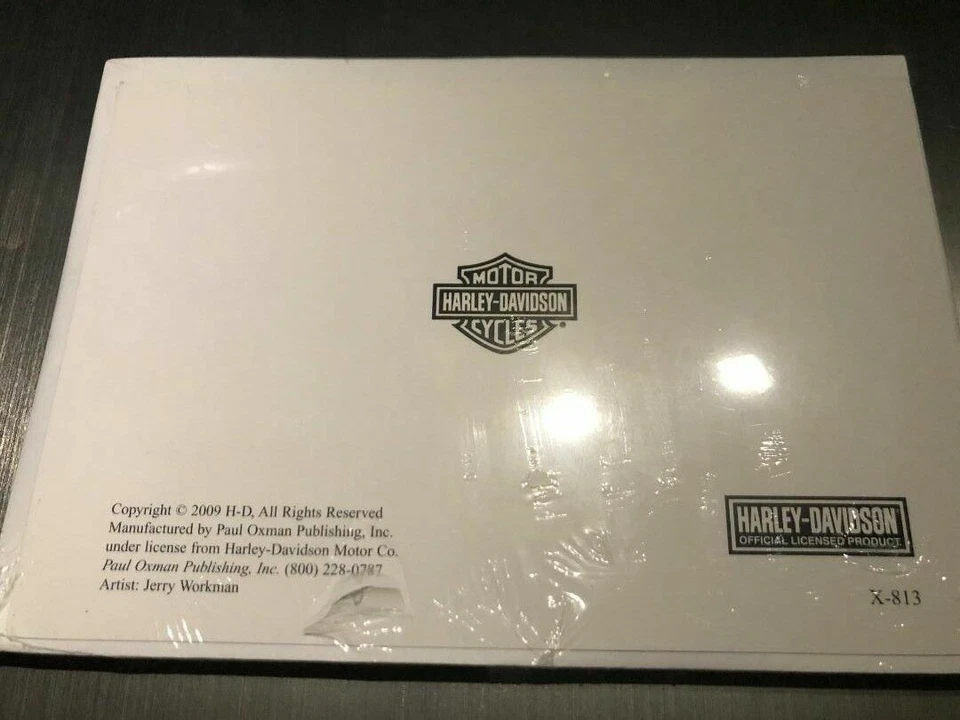 MOTOR
HARLEY-DAVIDSON
CYCLES
Copyright © 2009 H-D, All Rights Reserved
Manufactured by Paul Oxman Publishing, Inc.
under license from Harley-Davidson Motor Co.
Paul Oxman Publishing, Inc. (800) 228-0787
Artist: Jerry Workman
HARLEY-DAVIDSON
OFFICIAL LICENSED PRODUCT
X-813